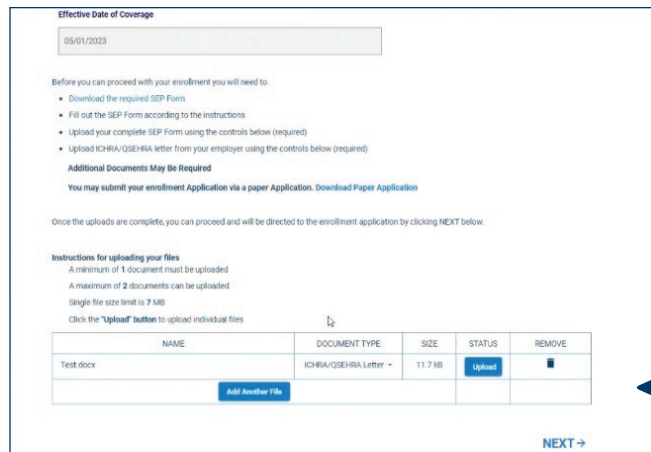 Effective Date of Coverage
05/01/2023
Before you can proceed with your enrollment you will need to:
• Download the required SEP Form
• Fill out the SEP Form according to the instructions
• Upload your complete SEP Form using the controls below (required)
• Upload ICHRA/QSEHRA letter from your employer using the controls below (required)
Additional Documents May Be Required
You may submit your enrollment Application via a paper Application. Download Paper Application
Once the uploads are complete, you can proceed and will be directed to the enrollment application by clicking NEXT below.
Instructions for uploading your files
A minimum of 1 document must be uploaded
A maximum of 2 documents can be uploaded
Single file size limit is 7 MB
Click the "Upload" button to upload individual files
NAME DOCUMENT TYPE SIZE STATUS REMOVE
Test.docx ICHRA/QSEHRA Letter 11.7 kB Upload
Add Another File
NEXT →